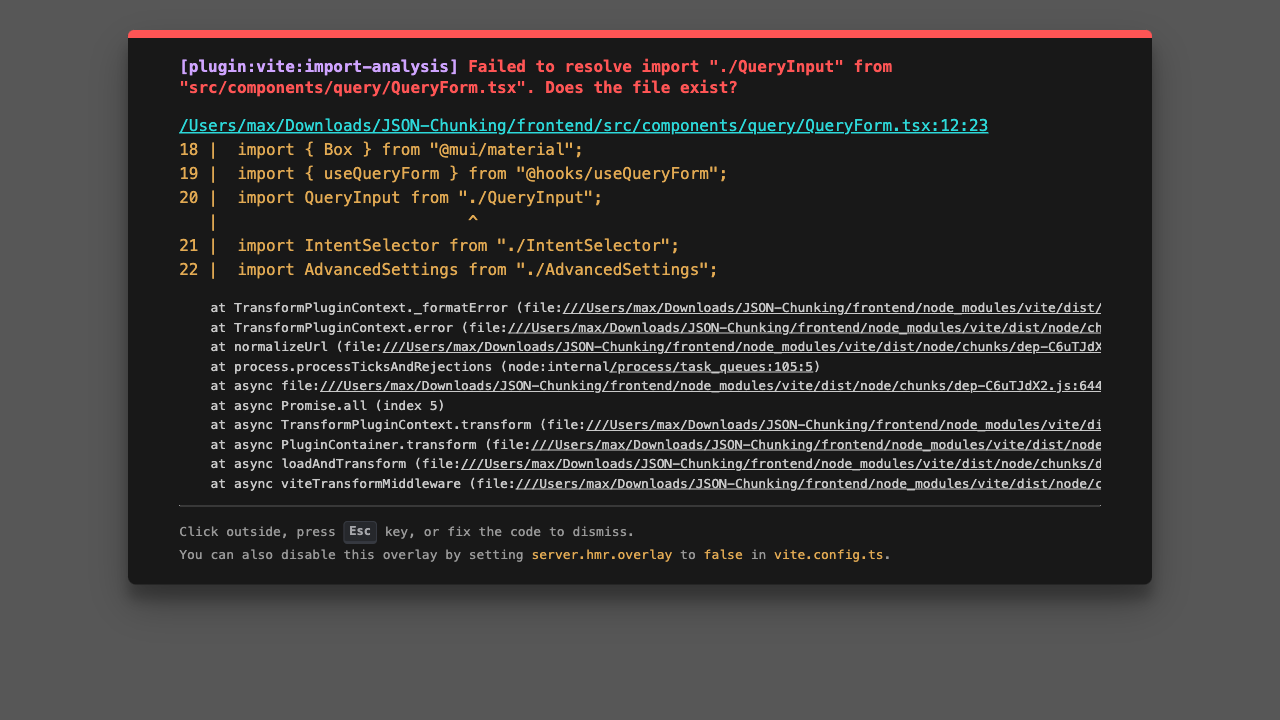 [plugin:vite:import-analysis] Failed to resolve import "./QueryInput" from
"src/components/query/QueryForm.tsx". Does the file exist?
/Users/max/Downloads/JSON-Chunking/frontend/src/components/query/QueryForm.tsx:12:23
18 |  import { Box } from "@mui/material";
19 |  import { useQueryForm } from "@hooks/useQueryForm";
20 |  import QueryInput from "./QueryInput";
   |                          ^
21 |  import IntentSelector from "./IntentSelector";
22 |  import AdvancedSettings from "./AdvancedSettings";
    at TransformPluginContext._formatError (file:///Users/max/Downloads/JSON-Chunking/frontend/node_modules/vite/dist/
    at TransformPluginContext.error (file:///Users/max/Downloads/JSON-Chunking/frontend/node_modules/vite/dist/node/ch
    at normalizeUrl (file:///Users/max/Downloads/JSON-Chunking/frontend/node_modules/vite/dist/node/chunks/dep-C6uTJdX
    at process.processTicksAndRejections (node:internal/process/task_queues:105:5)
    at async file:///Users/max/Downloads/JSON-Chunking/frontend/node_modules/vite/dist/node/chunks/dep-C6uTJdX2.js:644
    at async Promise.all (index 5)
    at async TransformPluginContext.transform (file:///Users/max/Downloads/JSON-Chunking/frontend/node_modules/vite/di
    at async PluginContainer.transform (file:///Users/max/Downloads/JSON-Chunking/frontend/node_modules/vite/dist/node
    at async loadAndTransform (file:///Users/max/Downloads/JSON-Chunking/frontend/node_modules/vite/dist/node/chunks/d
    at async viteTransformMiddleware (file:///Users/max/Downloads/JSON-Chunking/frontend/node_modules/vite/dist/node/c
Click outside, press Esc key, or fix the code to dismiss.
You can also disable this overlay by setting server.hmr.overlay to false in vite.config.ts.